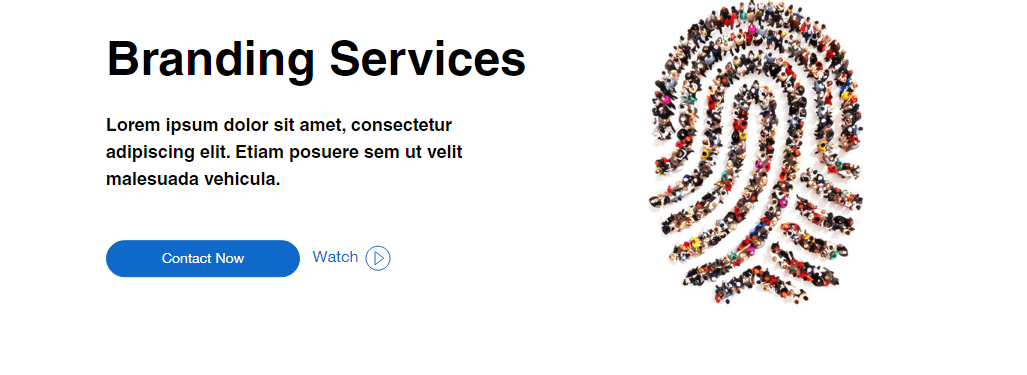 Branding Services
Lorem ipsum dolor sit amet, consectetur
adipiscing elit. Etiam posuere sem ut velit
malesuada vehicula.
Contact Now
Watch